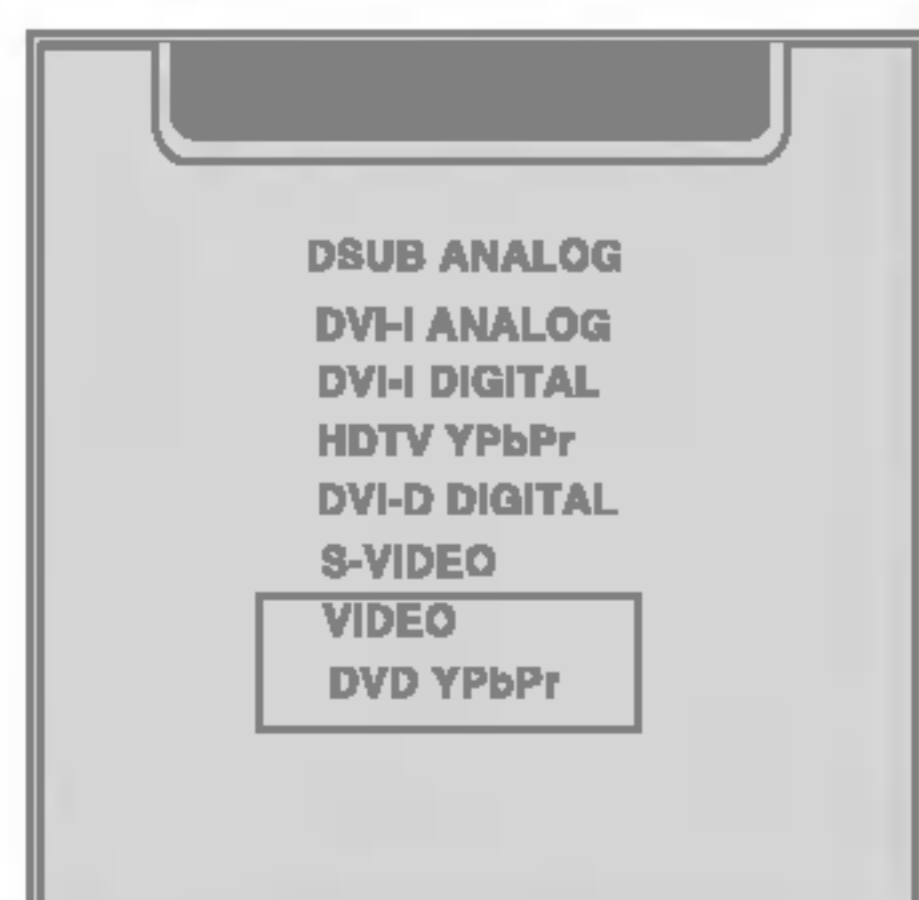 DSUB ANALOG
DVI-I ANALOG
DVI-I DIGITAL
HDTV YPbPr
DVI-D DIGITAL
S-VIDEO
VIDEO
DVD YPbPr